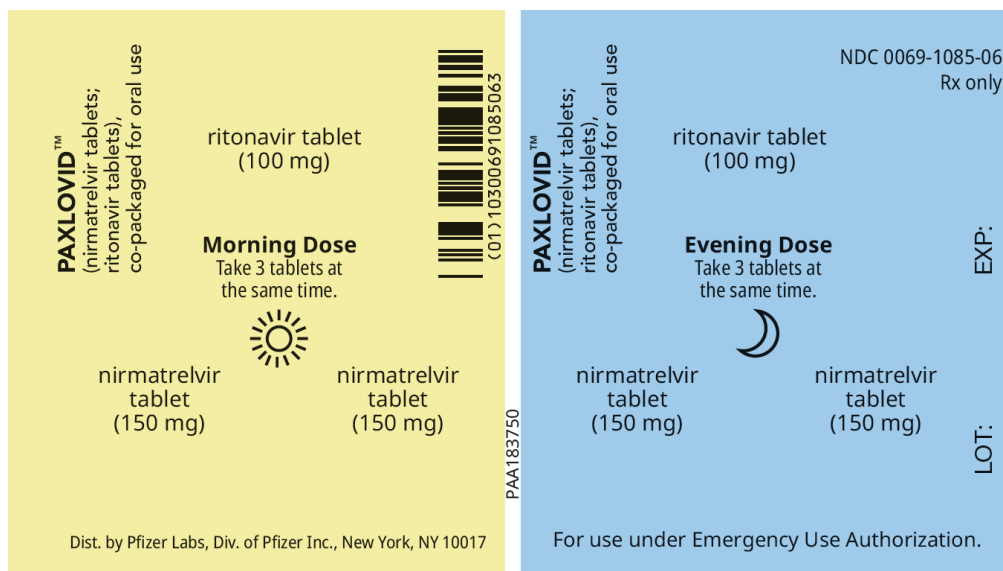 PAXLOVID™
(nirmatrelvir tablets;
ritonavir tablets),
co-packaged for oral use
ritonavir tablet
(100 mg)
(01)10300691085063
Morning Dose
Take 3 tablets at
the same time.
nirmatrelvir
tablet
(150 mg)
nirmatrelvir
tablet
(150 mg)
Dist. by Pfizer Labs, Div. of Pfizer Inc., New York, NY 10017
PAA183750
PAXLOVID™
(nirmatrelvir tablets;
ritonavir tablets),
co-packaged for oral use
NDC 0069-1085-06
Rx only
ritonavir tablet
(100 mg)
Evening Dose
Take 3 tablets at
the same time.
EXP:
nirmatrelvir
tablet
(150 mg)
nirmatrelvir
tablet
(150 mg)
LOT:
For use under Emergency Use Authorization.